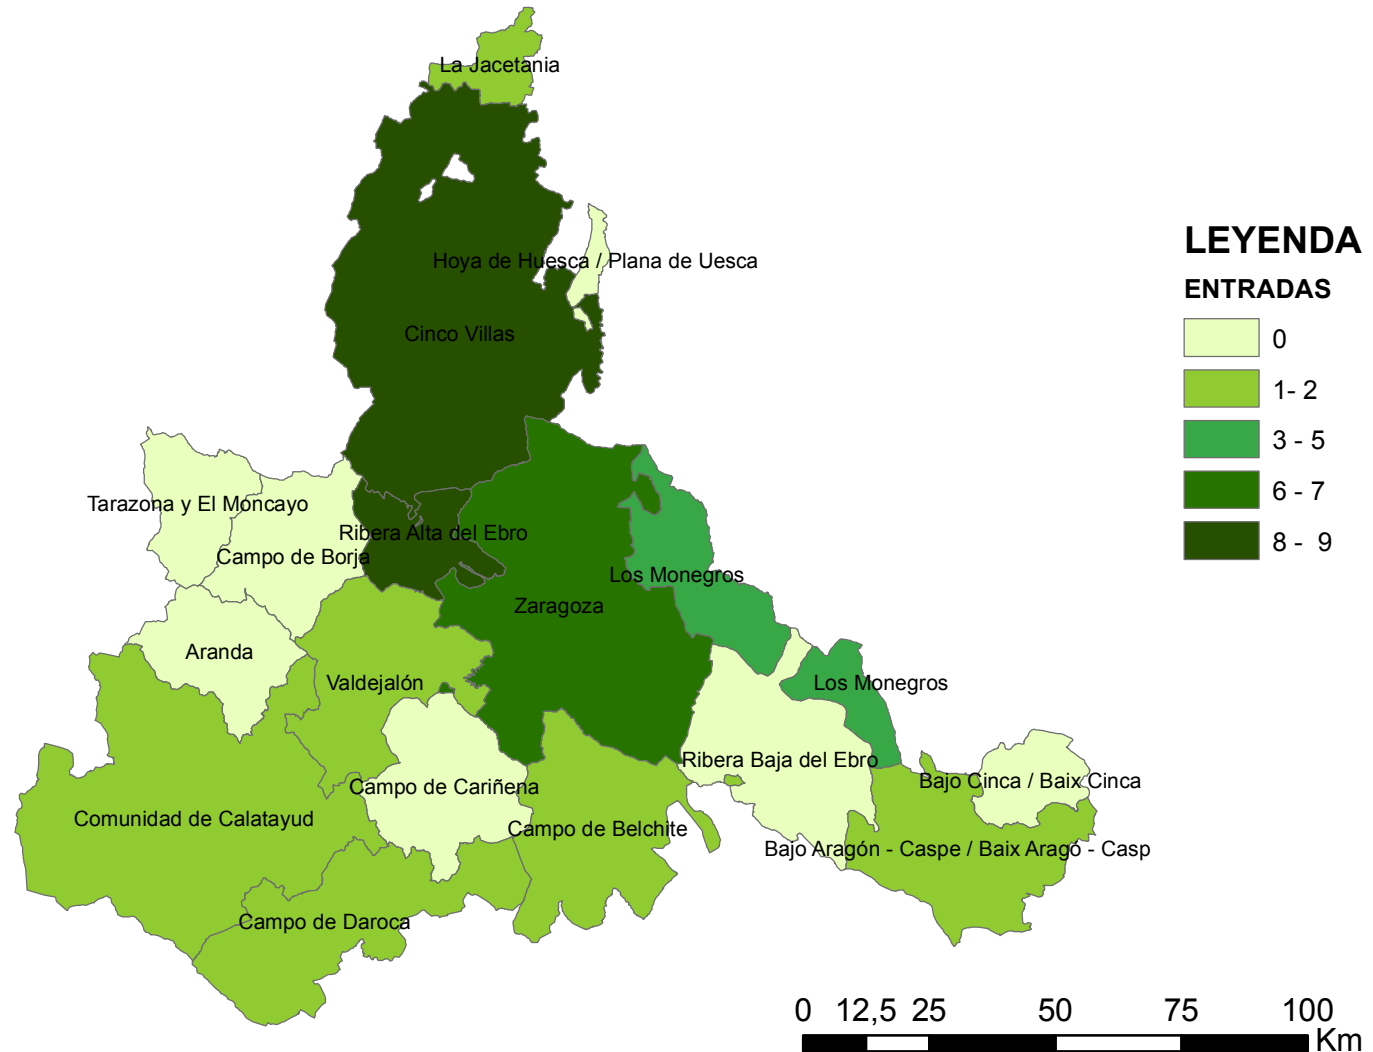 La Jacetania
LEYENDA
Hoya de Huesca / Plana de Uesca
ENTRADAS
Cinco Villas
0
1- 2
3 - 5
6 - 7
8 -  9
Tarazona y El Moncayo
Ribera Alta del Ebro
Campo de Borja
Los Monegros
Zaragoza
Aranda
Valdejalón
Los Monegros
Ribera Baja del Ebro
Bajo Cinca / Baix Cinca
Campo de Cariñena
Comunidad de Calatayud
Campo de Belchite
Bajo Aragón - Caspe / Baix Aragó - Casp
Campo de Daroca
0 12,5 25 50 75 100
Km